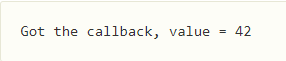 Got the callback, value = 42